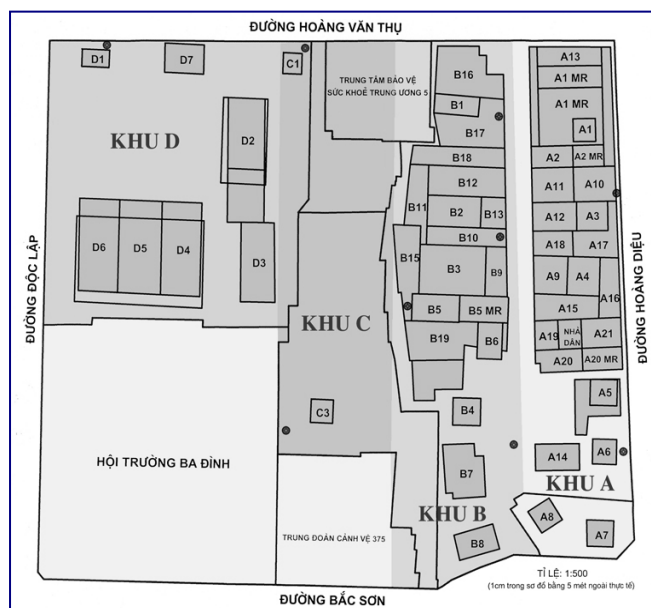 ĐƯỜNG HOÀNG VĂN THỤ
D1
D7
C1
TRUNG TÂM BẢO VỆ
SỨC KHOẺ TRUNG ƯƠNG 5
B16
B1
B17
A13
A1 MR
A1 MR
A1
KHU D
D2
B18
A2
A2 MR
B12
A11
A10
B11
B2
B13
A12
A3
B10
A18
A17
D6
D5
D4
D3
B15
B3
B9
A9
A4
A16
ĐƯỜNG ĐỘC LẬP
ĐƯỜNG HOÀNG DIỆU
KHU C
B5
B5 MR
A15
B19
B6
A19
NHÀ
DÂN
A21
A20
A20 MR
C3
B4
A5
HỘI TRƯỜNG BA ĐÌNH
B7
A14
A6
KHU A
KHU B
TRUNG ĐOÀN CẢNH VỆ 375
B8
A8
A7
TỈ LỆ: 1:500
(1cm trong sơ đồ bằng 5 mét ngoài thực tế)
ĐƯỜNG BẮC SƠN